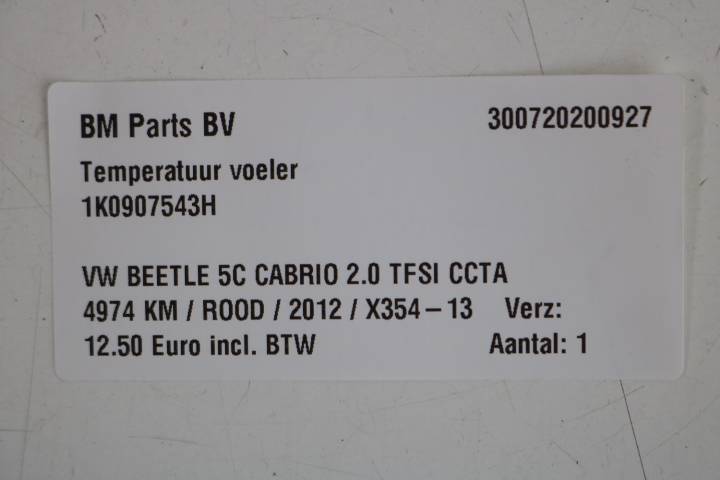 BM Parts BV 300720200927
Temperatuur voeler
1K0907543H
VW BEETLE 5C CABRIO 2.0 TFSI CCTA
4974 KM / ROOD / 2012 / X354-13 Verz:
12.50 Euro incl. BTW Aantal: 1